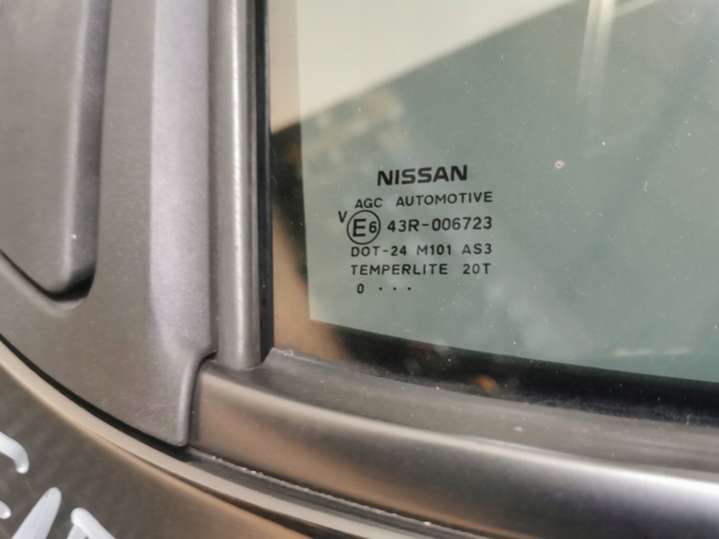 NISSAN
AGC AUTOMOTIVE
V E6 43R-006723
DOT-24 M101 AS3
TEMPERLITE 20T
0 · · ·